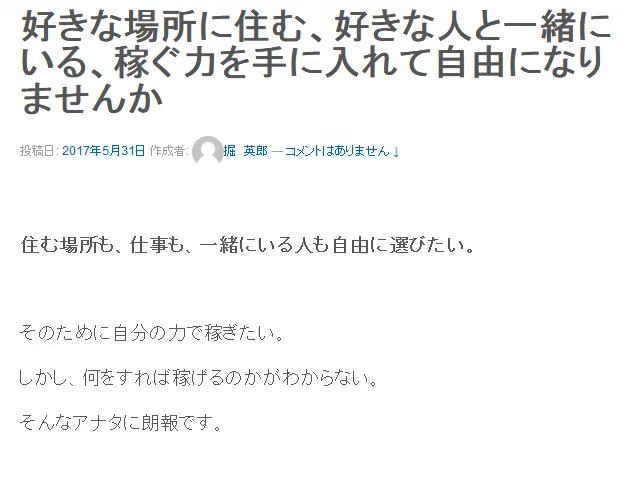 好きな場所に住む、好きな人と一緒に
いる、稼ぐ力を手に入れて自由になり
ませんか
投稿日: 2017年5月31日 作成者: 掘 英郎 — コメントはありません ↓
住む場所も、仕事も、一緒にいる人も自由に選びたい。
そのために自分の力で稼ぎたい。
しかし、何をすれば稼げるのかがわからない。
そんなアナタに朗報です。